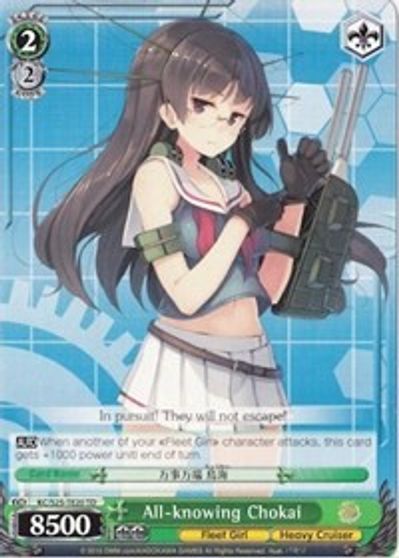 2
2
In pursuit! They will not escape!
AUTO When another of your «Fleet Girl» character attacks, this card
gets +1000 power until end of turn.
Card Name
万事万端 鳥海
8500
All-knowing Chokai
Fleet Girl
Heavy Cruiser